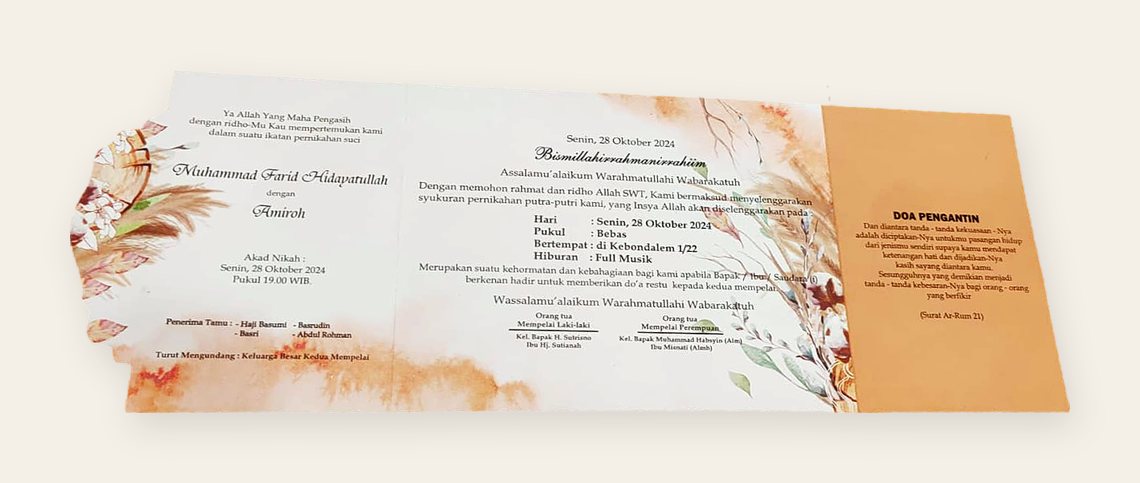 Ya Allah Yang Maha Pengasih
dengan ridho-Mu Kau mempertemukan kami
dalam suatu ikatan pernikahan suci
Muhammad Farid Hidayatullah
dengan
Amiroh
Akad Nikah :
Senin, 28 Oktober 2024
Pukul 19.00 WIB.
Penerima Tamu : - Haji Basumi - Basrudin
- Basri - Abdul Rohman
Turut Mengundang : Keluarga Besar Kedua Mempelai
Senin, 28 Oktober 2024
Bismillahirrahmanirrahiim
Assalamu'alaikum Warahmatullahi Wabarakatuh
Dengan memohon rahmat dan ridho Allah SWT, Kami bermaksud menyelenggarakan
syukuran pernikahan putra-putri kami, yang Insya Allah akan diselenggarakan pada :
Hari : Senin, 28 Oktober 2024
Pukul : Bebas
Bertempat : di Kebondalem 1/22
Hiburan : Full Musik
Merupakan suatu kehormatan dan kebahagiaan bagi kami apabila Bapak / Ibu / Saudara (i)
berkenan hadir untuk memberikan do'a restu kepada kedua mempelai.
Wassalamu'alaikum Warahmatullahi Wabarakatuh
Orang tua
Mempelai Laki-laki
Kel. Bapak H. Sutriano
Ibu Hj. Sutianah
Orang tua
Mempelai Perempuan
Kel. Bapak Muhammad Habsyin (Alm)
Ibu Miosati (Almh)
DOA PENGANTIN
Dan diantara tanda - tanda kekuasaan - Nya
adalah diciptakan-Nya untukmu pasangan hidup
dari jenismu sendiri supaya kamu mendapat
ketenangan hati dan dijadikan-Nya
kasih sayang diantara kamu.
Sesungguhnya yang demikian menjadi
tanda - tanda kebesaran-Nya bagi orang - orang
yang berfikir
(Surat Ar-Rum 21)